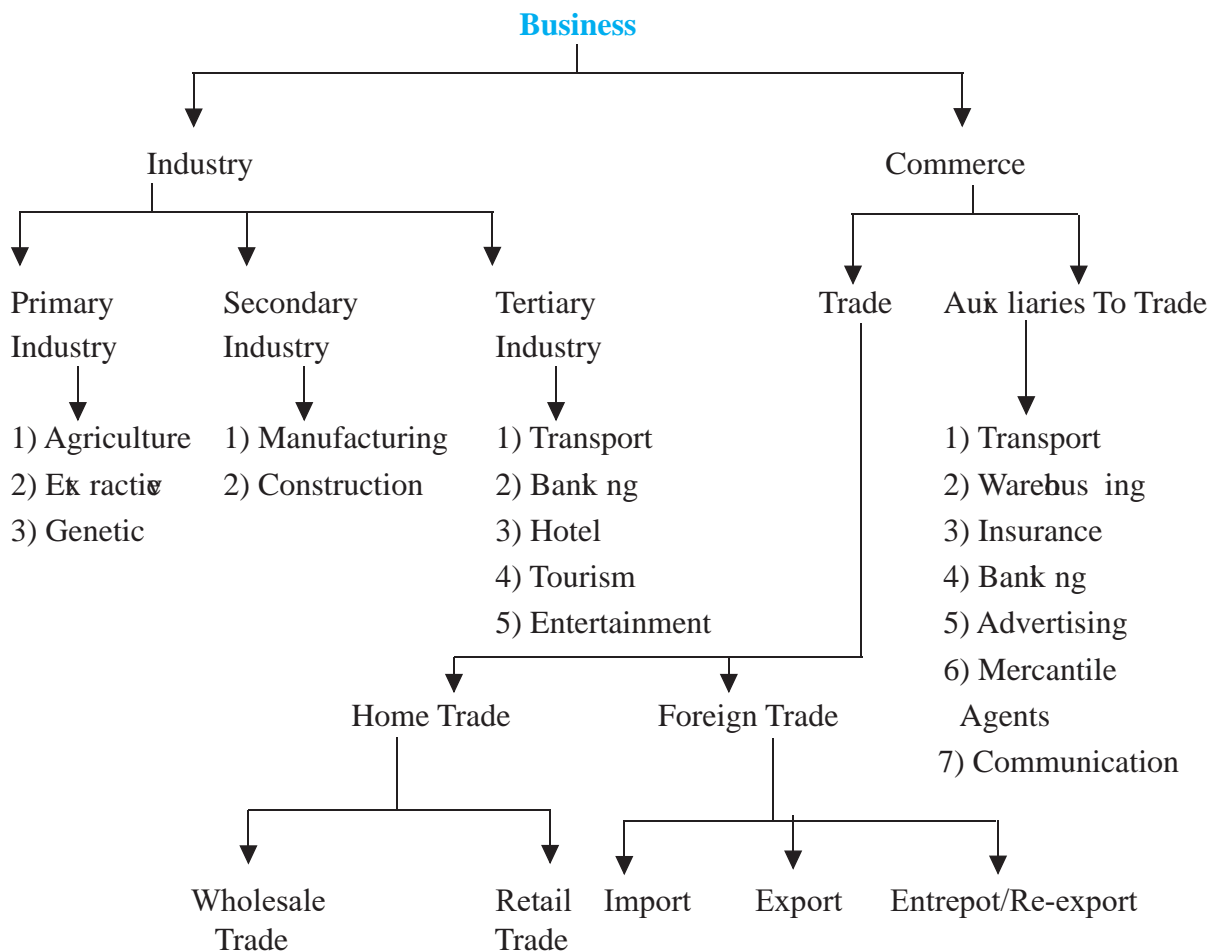 Business
Industry
Commerce
Primary
Industry
Secondary
Industry
Tertiary
Industry
Trade
Auxiliaries To Trade
1) Agriculture
2) Extractive
3) Genetic
1) Manufacturing
2) Construction
1) Transport
2) Banking
3) Hotel
4) Tourism
5) Entertainment
1) Transport
2) Warehousing
3) Insurance
4) Banking
5) Advertising
6) Mercantile
Agents
7) Communication
Home Trade
Foreign Trade
Wholesale
Trade
Retail
Trade
Import
Export
Entrepot/Re-export